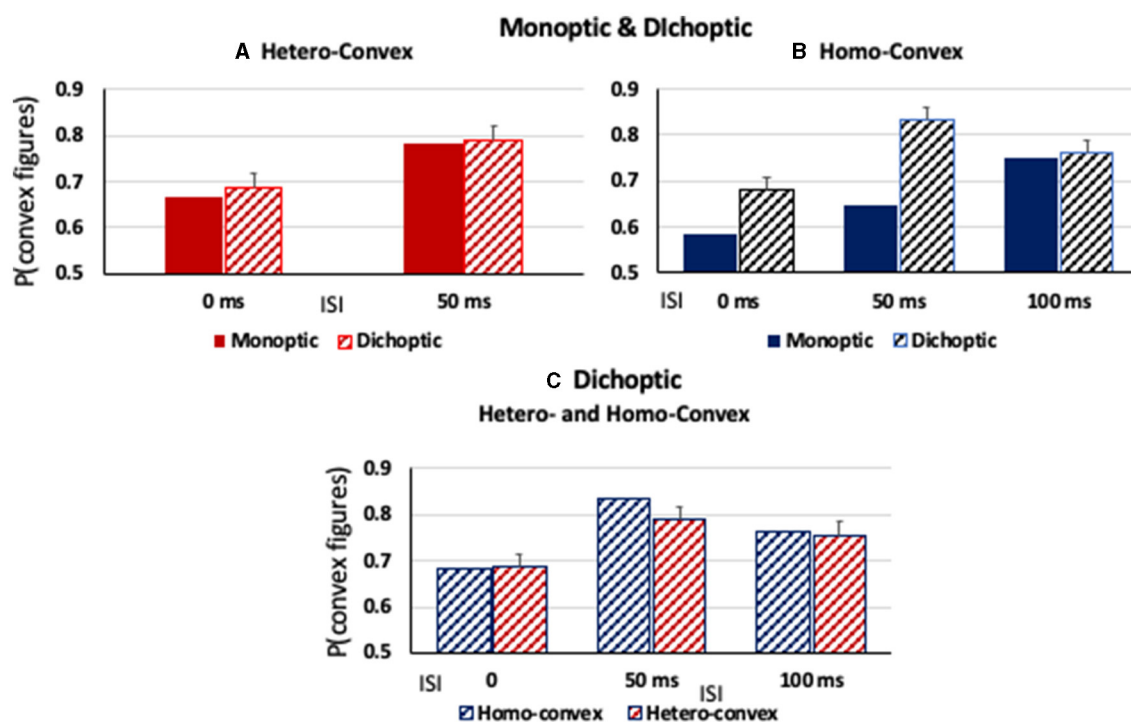 Monoptic & DIchoptic
A Hetero-Convex
P(convex figures)
0.9
0.8
0.7
0.6
0.5
0 ms ISI 50 ms
Monoptic Dichoptic
B Homo-Convex
0.9
0.8
0.7
0.6
0.5
ISI 0 ms 50 ms 100 ms
Monoptic Dichoptic
C Dichoptic
Hetero- and Homo-Convex
P(convex figures)
0.9
0.8
0.7
0.6
0.5
ISI 0 50 ms ISI 100 ms
Homo-convex Hetero-convex